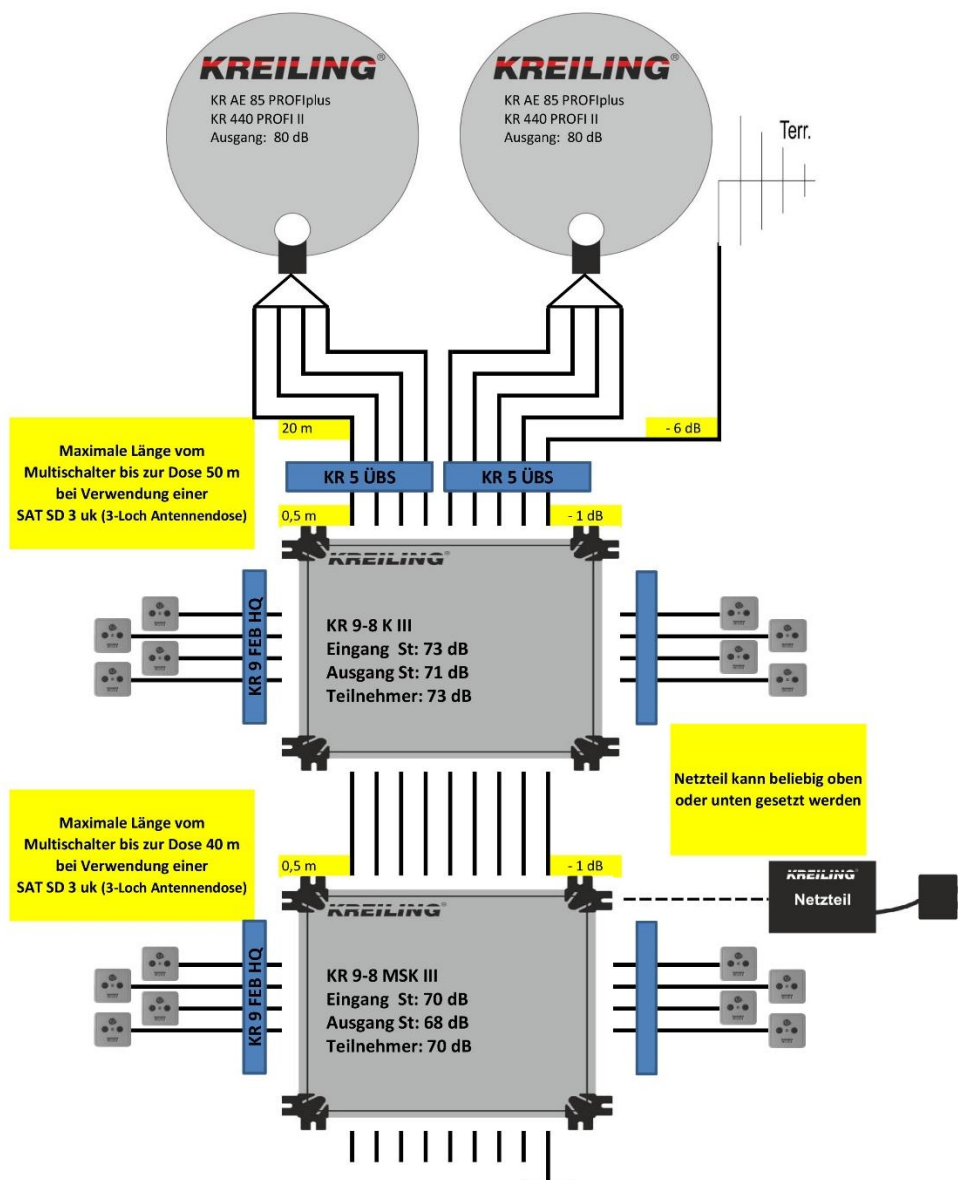 KREILING®
KR AE 85 PROFIplus
KR 440 PROFI II
Ausgang: 80 dB
KREILING®
KR AE 85 PROFIplus
KR 440 PROFI II
Ausgang: 80 dB
Terr.
20 m
- 6 dB
Maximale Länge vom
Multischalter bis zur Dose 50 m
bei Verwendung einer
SAT SD 3 uk (3-Loch Antennendose)
KR 5 ÜBS
KR 5 ÜBS
0,5 m
- 1 dB
KREILING®
KR 9 FEB HQ
KR 9-8 K III
Eingang St: 73 dB
Ausgang St: 71 dB
Teilnehmer: 73 dB
Netzteil kann beliebig oben
oder unten gesetzt werden
Maximale Länge vom
Multischalter bis zur Dose 40 m
bei Verwendung einer
SAT SD 3 uk (3-Loch Antennendose)
0,5 m
- 1 dB
KREILING®
KREILING®
Netzteil
KR 9 FEB HQ
KR 9-8 MSK III
Eingang St: 70 dB
Ausgang St: 68 dB
Teilnehmer: 70 dB